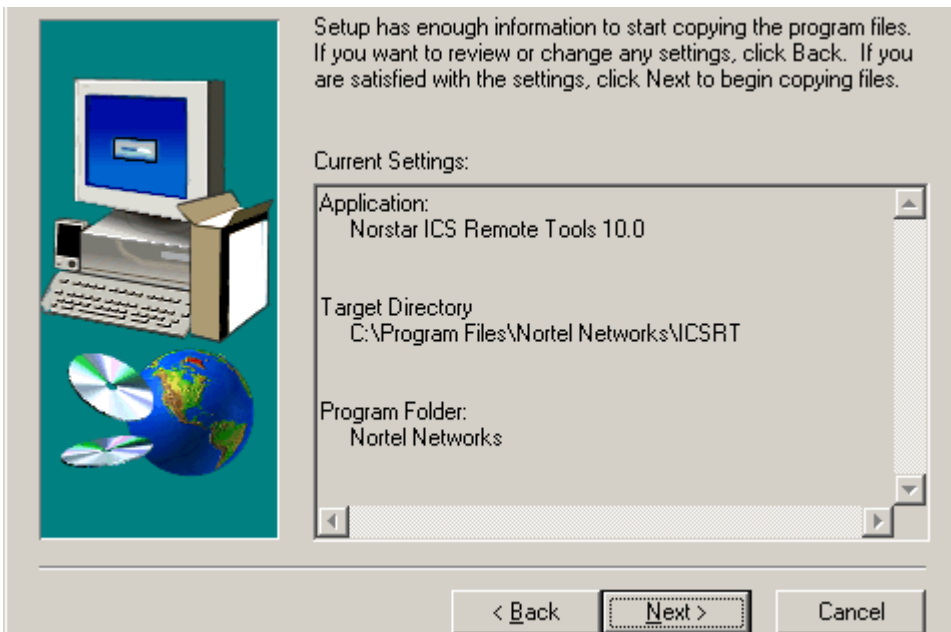 Setup has enough information to start copying the program files.
If you want to review or change any settings, click Back.  If you
are satisfied with the settings, click Next to begin copying files.
Current Settings:
Application:
Norstar ICS Remote Tools 10.0
Target Directory
C:\Program Files\Nortel Networks\ICSRT
Program Folder:
Nortel Networks
< Back
Next >
Cancel